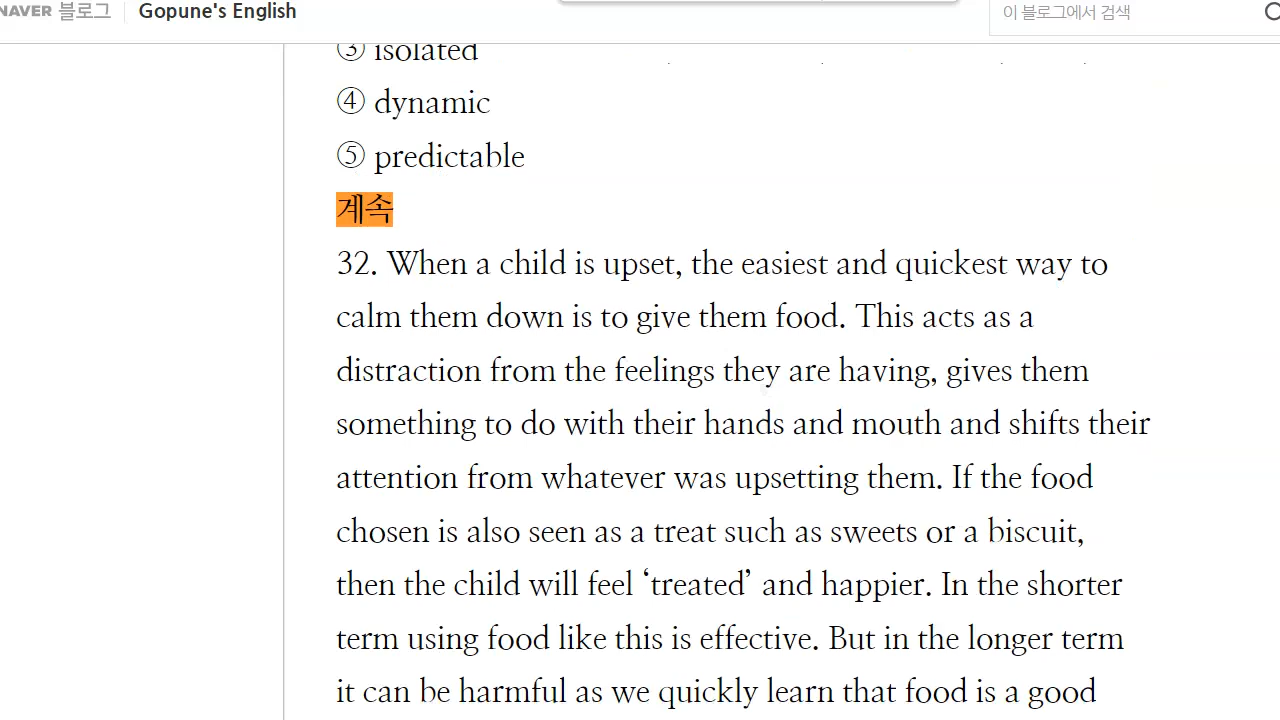 NAVER 블로그 Gopune's English 이 블로그에서 검색
③ isolated
④ dynamic
⑤ predictable
계속
32. When a child is upset, the easiest and quickest way to
calm them down is to give them food. This acts as a
distraction from the feelings they are having, gives them
something to do with their hands and mouth and shifts their
attention from whatever was upsetting them. If the food
chosen is also seen as a treat such as sweets or a biscuit,
then the child will feel ‘treated’ and happier. In the shorter
term using food like this is effective. But in the longer term
it can be harmful as we quickly learn that food is a good